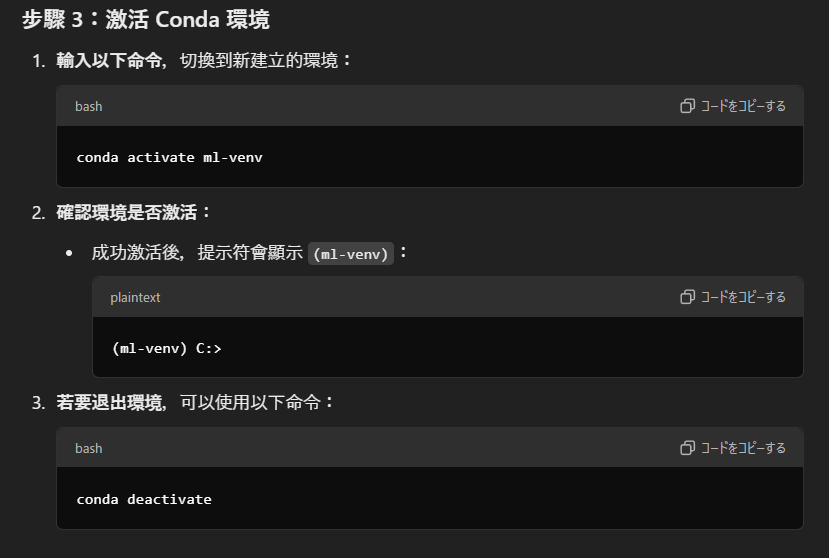 步驟 3：激活 Conda 環境
1. 輸入以下命令，切換到新建立的環境：
bash
コードをコピーする
conda activate ml-venv
2. 確認環境是否激活：
• 成功激活後，提示符會顯示 (ml-venv)：
plaintext
コードをコピーする
(ml-venv) C:>
3. 若要退出環境，可以使用以下命令：
bash
コードをコピーする
conda deactivate